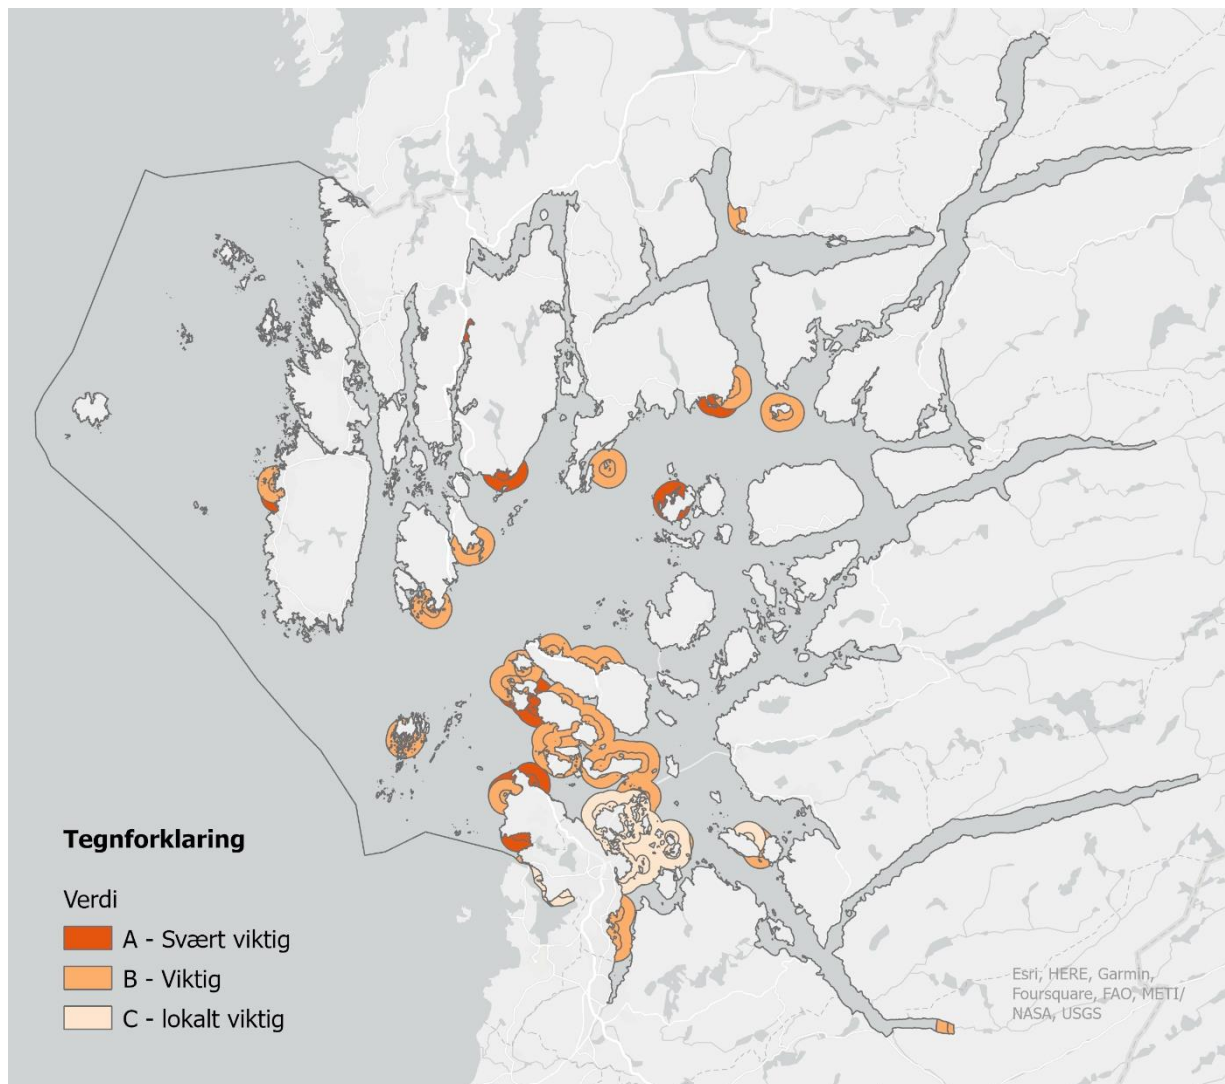 Tegnforklaring
Verdi
A - Svært viktig
B - Viktig
C - lokalt viktig
Esri, HERE, Garmin,
Foursquare, FAO, METI/
NASA, USGS